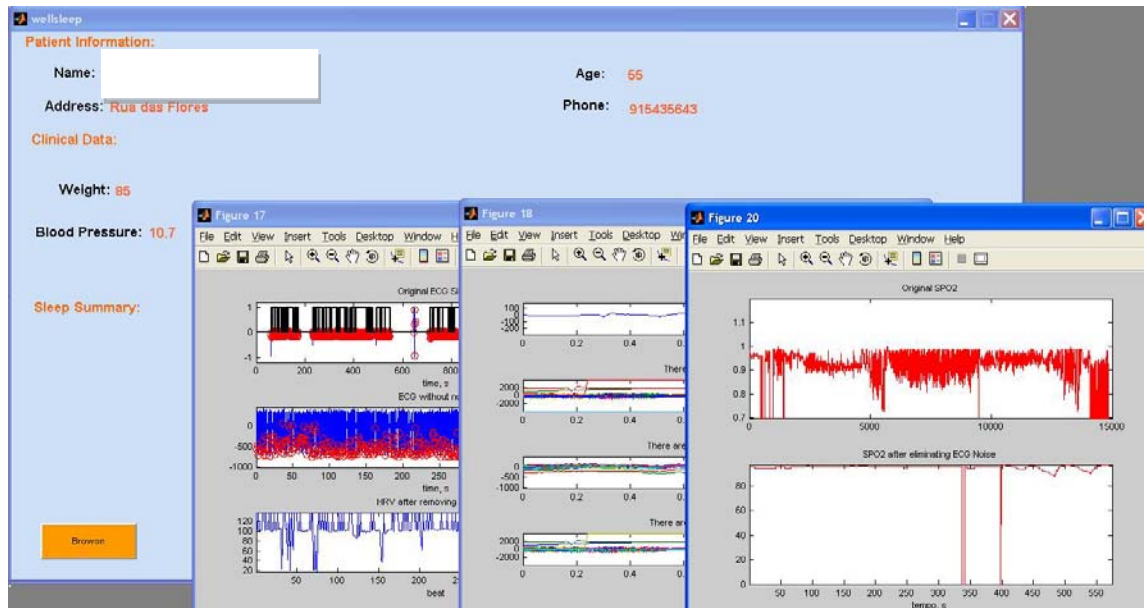 wellsleep
Patient Information:
Name:
Age: 55
Address: Rua das Flores
Phone: 915435643
Clinical Data:
Weight: 85
Blood Pressure: 10,7
Sleep Summary:
Browse
Figure 17
File Edit View Insert Tools Desktop Window H
Original ECG Si
1
0
-1
0 200 400 600 800
time, s
ECG without no
0
-500
-1000
0 50 100 150 200 250
time, s
HRV after removing
120
100
80
60
40
20
50 100 150 200 2
beat
Figure 18
File Edit View Insert Tools Desktop Wi
100
0
-100
-200
0 0.2 0.4 0.6 0.
There
2000
0
-2000
0 0.2 0.4 0.6 0.
There are
0
-500
-1000
0 0.2 0.4 0.6 0.
There are
2000
0
-2000
0 0.2 0.4 0.6 0.
Figure 20
File Edit View Insert Tools Desktop Window Help
Original SPO2
1.1
1
0.9
0.8
0.7
0 5000 10000 15000
SPO2 after eliminating ECG Noise
80
60
40
20
0
50 100 150 200 250 300 350 400 450 500 550
tempo, s